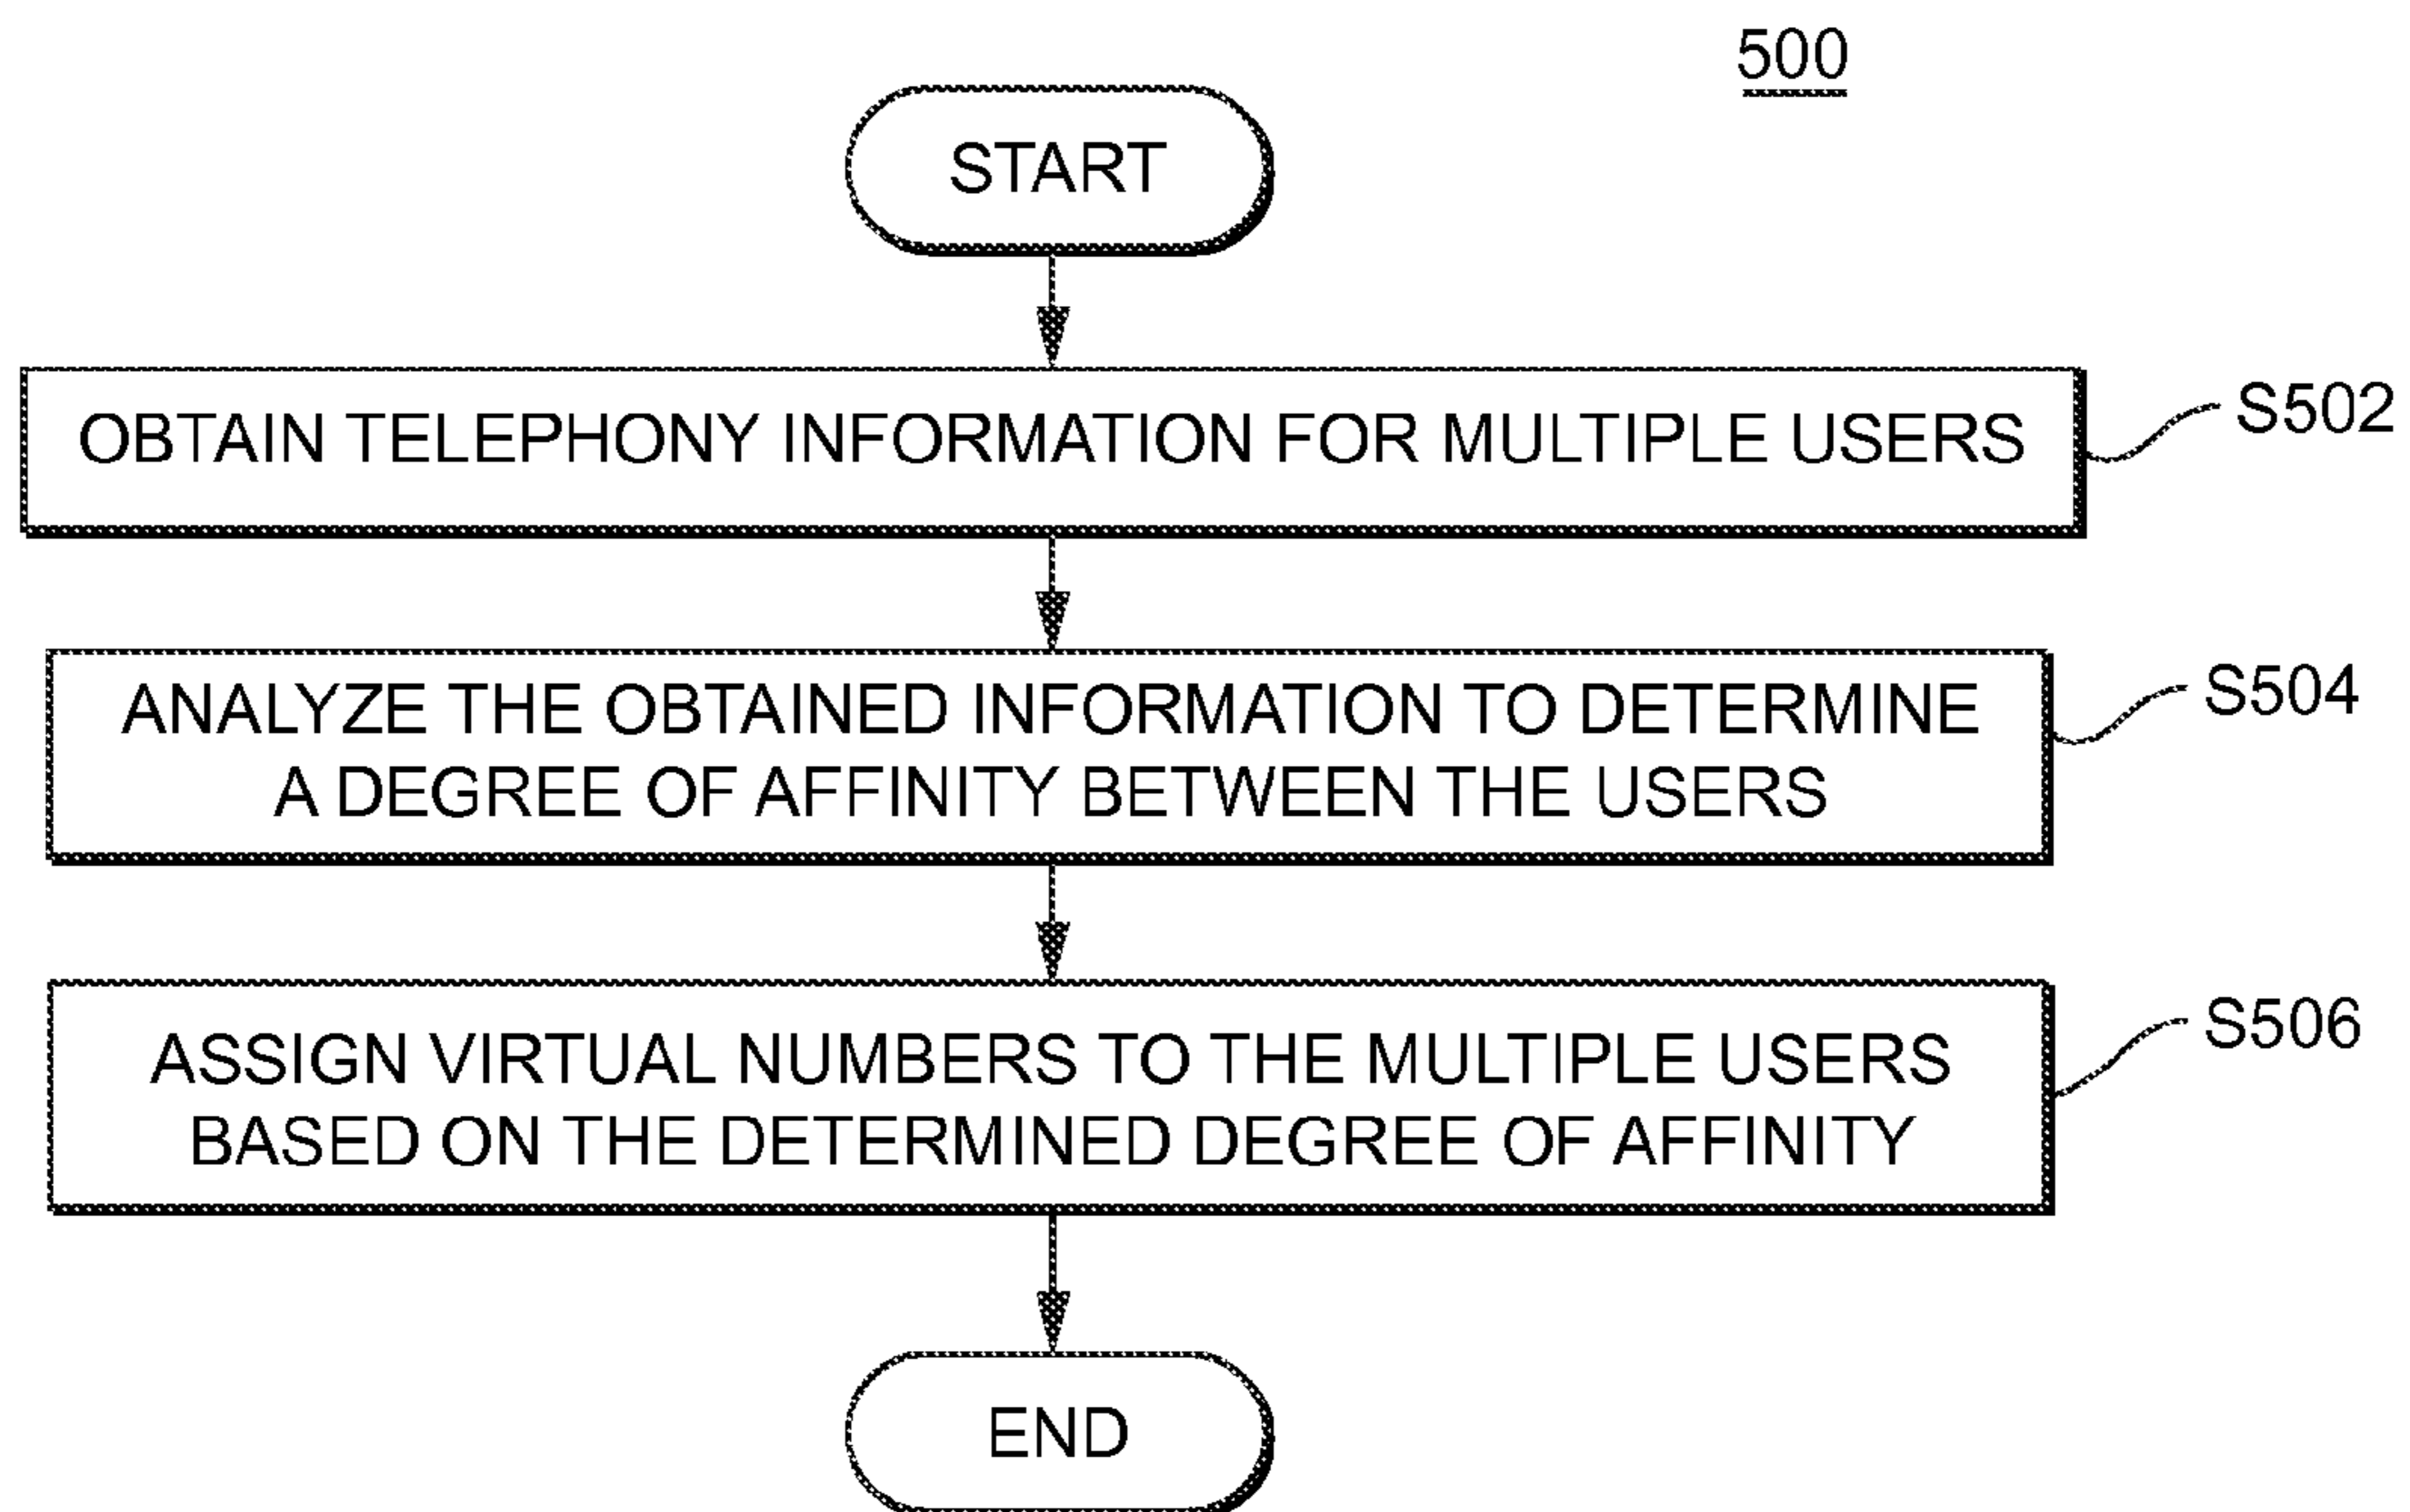 500
START
OBTAIN TELEPHONY INFORMATION FOR MULTIPLE USERS
S502
ANALYZE THE OBTAINED INFORMATION TO DETERMINE
A DEGREE OF AFFINITY BETWEEN THE USERS
S504
ASSIGN VIRTUAL NUMBERS TO THE MULTIPLE USERS
BASED ON THE DETERMINED DEGREE OF AFFINITY
S506
END